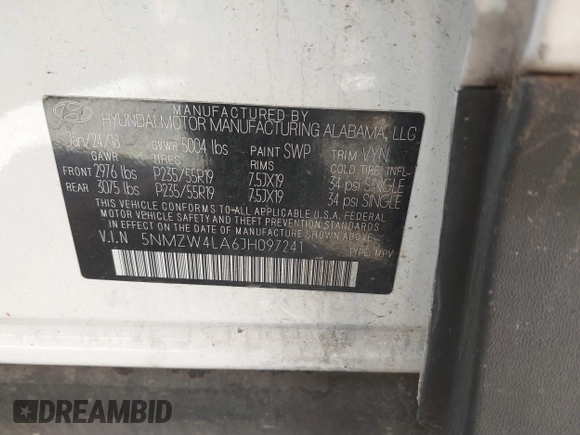 MANUFACTURED BY
HYUNDAI MOTOR MANUFACTURING ALABAMA, LLC
Jan/24/18 GVWR 5004 lbs PAINT SWP TRIM VYN
GAWR TIRES RIMS COLD TIRE INFL.
FRONT 2976 lbs P235/55R19 7.5JX19 34 psi SINGLE
REAR 3075 lbs P235/55R19 7.5JX19 34 psi SINGLE
THIS VEHICLE CONFORMS TO ALL APPLICABLE U.S.A. FEDERAL
MOTOR VEHICLE SAFETY AND THEFT PREVENTION STANDARDS
IN EFFECT ON THE DATE OF MANUFACTURE SHOWN ABOVE.
V.I.N 5NMZW4LA6JH097241
TYPE: MPV
DREAMBID